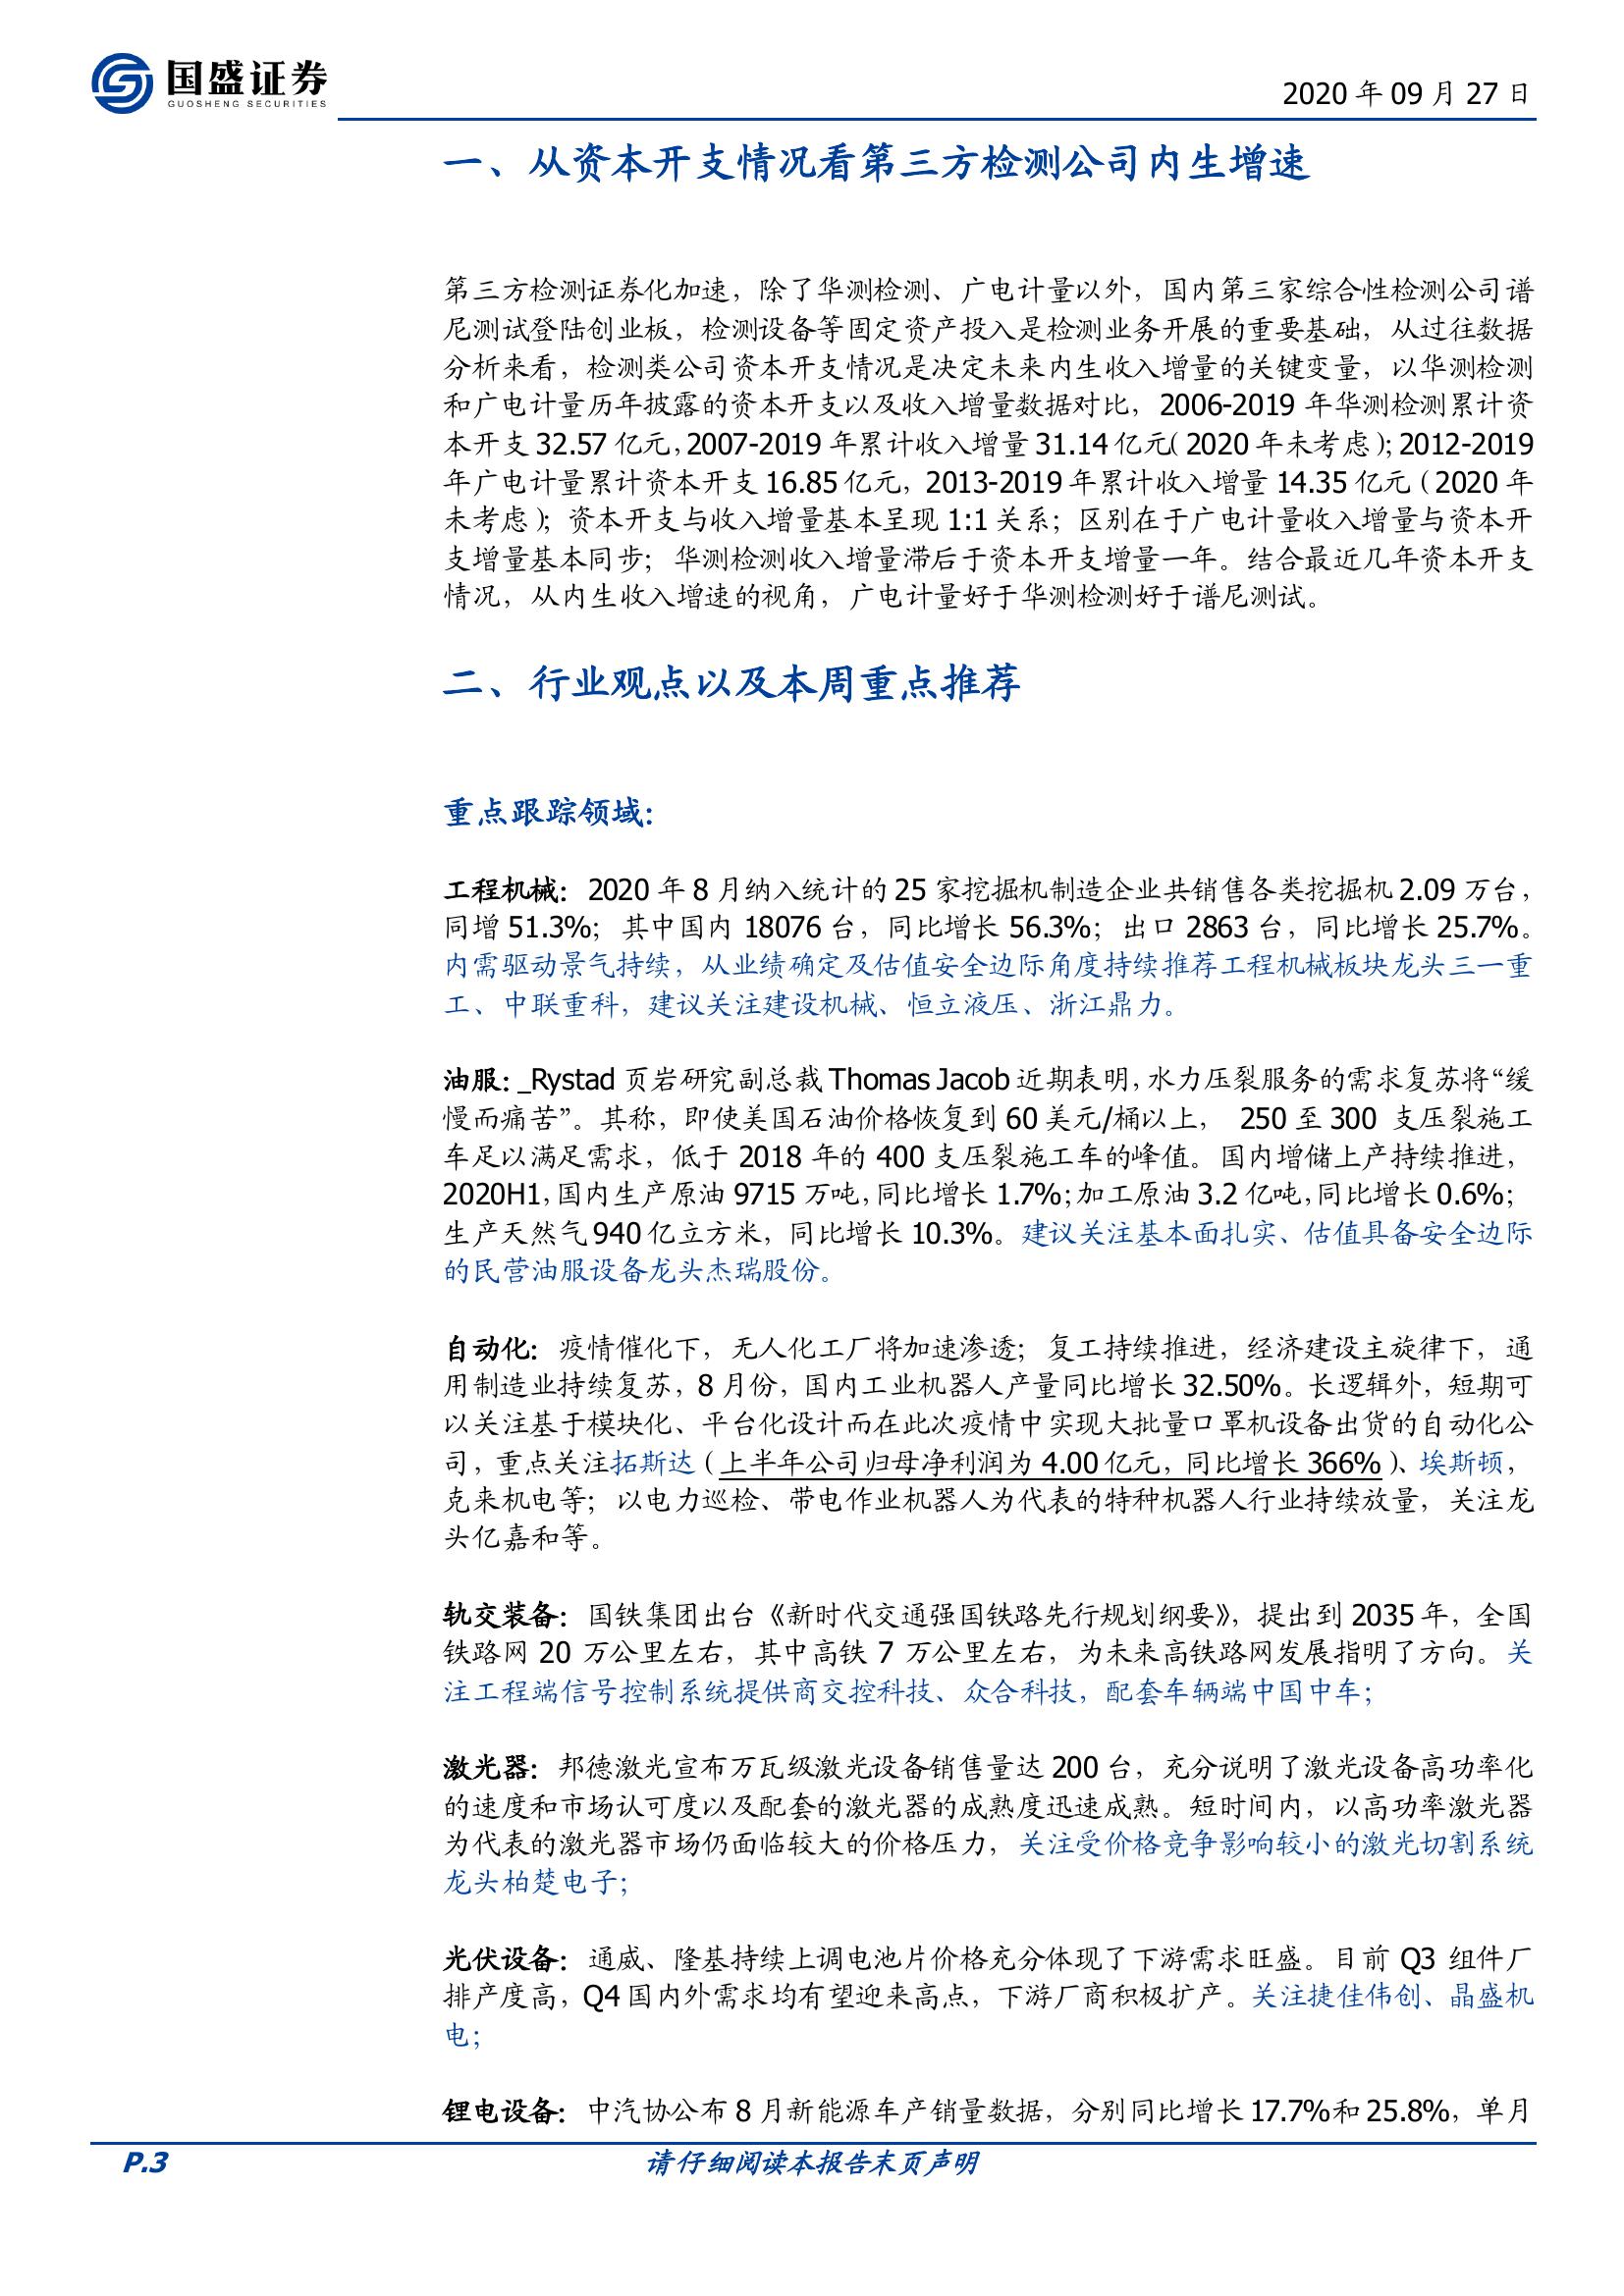 国盛证券
GUOSHENG SECURITIES
2020 年 09 月 27 日
一、从资本开支情况看第三方检测公司内生增速
第三方检测证券化加速，除了华测检测、广电计量以外，国内第三家综合性检测公司谱
尼测试登陆创业板，检测设备等固定资产投入是检测业务开展的重要基础，从过往数据
分析来看，检测类公司资本开支情况是决定未来内生收入增量的关键变量，以华测检测
和广电计量历年披露的资本开支以及收入增量数据对比，2006-2019 年华测检测累计资
本开支 32.57 亿元，2007-2019 年累计收入增量 31.14 亿元（2020 年未考虑）；2012-2019
年广电计量累计资本开支 16.85 亿元，2013-2019 年累计收入增量 14.35 亿元（2020 年
未考虑）；资本开支与收入增量基本呈现 1:1 关系；区别在于广电计量收入增量与资本开
支增量基本同步；华测检测收入增量滞后于资本开支增量一年。结合最近几年资本开支
情况，从内生收入增速的视角，广电计量好于华测检测好于谱尼测试。
二、行业观点以及本周重点推荐
重点跟踪领域：
工程机械：2020 年 8 月纳入统计的 25 家挖掘机制造企业共销售各类挖掘机 2.09 万台，
同增 51.3%；其中国内 18076 台，同比增长 56.3%；出口 2863 台，同比增长 25.7%。
内需驱动景气持续，从业绩确定及估值安全边际角度持续推荐工程机械板块龙头三一重
工、中联重科，建议关注建设机械、恒立液压、浙江鼎力。
油服：_Rystad 页岩研究副总裁 Thomas Jacob 近期表明，水力压裂服务的需求复苏将“缓
慢而痛苦”。其称，即使美国石油价格恢复到 60 美元/桶以上， 250 至 300 支压裂施工
车足以满足需求，低于 2018 年的 400 支压裂施工车的峰值。国内增储上产持续推进，
2020H1，国内生产原油 9715 万吨，同比增长 1.7%；加工原油 3.2 亿吨，同比增长 0.6%；
生产天然气 940 亿立方米，同比增长 10.3%。建议关注基本面扎实、估值具备安全边际
的民营油服设备龙头杰瑞股份。
自动化：疫情催化下，无人化工厂将加速渗透；复工持续推进，经济建设主旋律下，通
用制造业持续复苏，8 月份，国内工业机器人产量同比增长 32.50%。长逻辑外，短期可
以关注基于模块化、平台化设计而在此次疫情中实现大批量口罩机设备出货的自动化公
司，重点关注拓斯达（上半年公司归母净利润为 4.00 亿元，同比增长 366%）、埃斯顿，
克来机电等；以电力巡检、带电作业机器人为代表的特种机器人行业持续放量，关注龙
头亿嘉和等。
轨交装备：国铁集团出台《新时代交通强国铁路先行规划纲要》，提出到 2035 年，全国
铁路网 20 万公里左右，其中高铁 7 万公里左右，为未来高铁路网发展指明了方向。关
注工程端信号控制系统提供商交控科技、众合科技，配套车辆端中国中车；
激光器：邦德激光宣布万瓦级激光设备销售量达 200 台，充分说明了激光设备高功率化
的速度和市场认可度以及配套的激光器的成熟度迅速成熟。短时间内，以高功率激光器
为代表的激光器市场仍面临较大的价格压力，关注受价格竞争影响较小的激光切割系统
龙头柏楚电子；
光伏设备：通威、隆基持续上调电池片价格充分体现了下游需求旺盛。目前 Q3 组件厂
排产度高，Q4 国内外需求均有望迎来高点，下游厂商积极扩产。关注捷佳伟创、晶盛机
电；
锂电设备：中汽协公布 8 月新能源车产销量数据，分别同比增长 17.7%和 25.8%，单月
P.3
请仔细阅读本报告末页声明